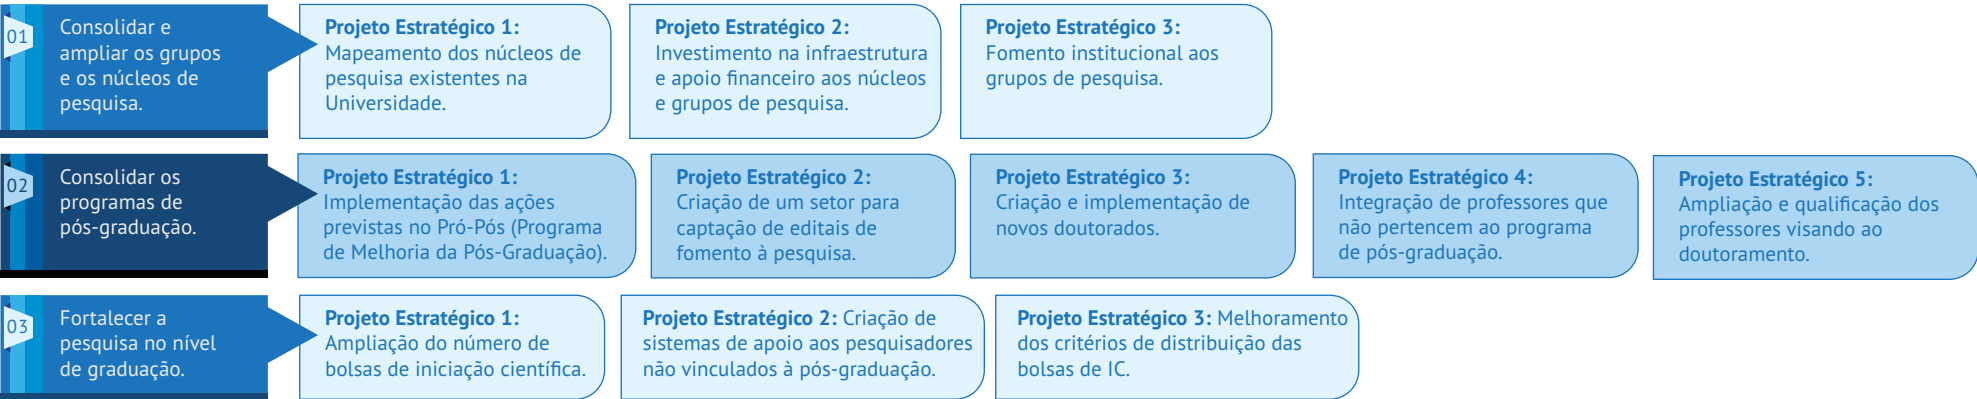 01
Consolidar e
ampliar os grupos
e os núcleos de
pesquisa.
Projeto Estratégico 1:
Mapeamento dos núcleos de
pesquisa existentes na
Universidade.
Projeto Estratégico 2:
Investimento na infraestrutura
e apoio financeiro aos núcleos
e grupos de pesquisa.
Projeto Estratégico 3:
Fomento institucional aos
grupos de pesquisa.
02
Consolidar os
programas de
pós-graduação.
Projeto Estratégico 1:
Implementação das ações
previstas no Pró-Pós (Programa
de Melhoria da Pós-Graduação).
Projeto Estratégico 2:
Criação de um setor para
captação de editais de
fomento à pesquisa.
Projeto Estratégico 3:
Criação e implementação de
novos doutorados.
Projeto Estratégico 4:
Integração de professores que
não pertencem ao programa
de pós-graduação.
Projeto Estratégico 5:
Ampliação e qualificação dos
professores visando ao
doutoramento.
03
Fortalecer a
pesquisa no nível
de graduação.
Projeto Estratégico 1:
Ampliação do número de
bolsas de iniciação científica.
Projeto Estratégico 2: Criação de
sistemas de apoio aos pesquisadores
não vinculados à pós-graduação.
Projeto Estratégico 3: Melhoramento
dos critérios de distribuição das
bolsas de IC.